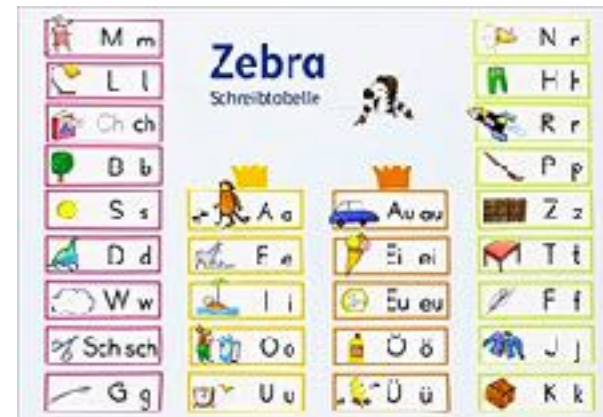 Zebra
Schreibtabelle
M m
L l
Ch ch
B b
S s
D d
W w
Sch sch
G g
A a
E e
I i
O o
U u
Au au
Ei ei
Eu eu
Ö ö
Ü ü
N n
H h
R r
P p
Z z
T t
F f
J j
K k